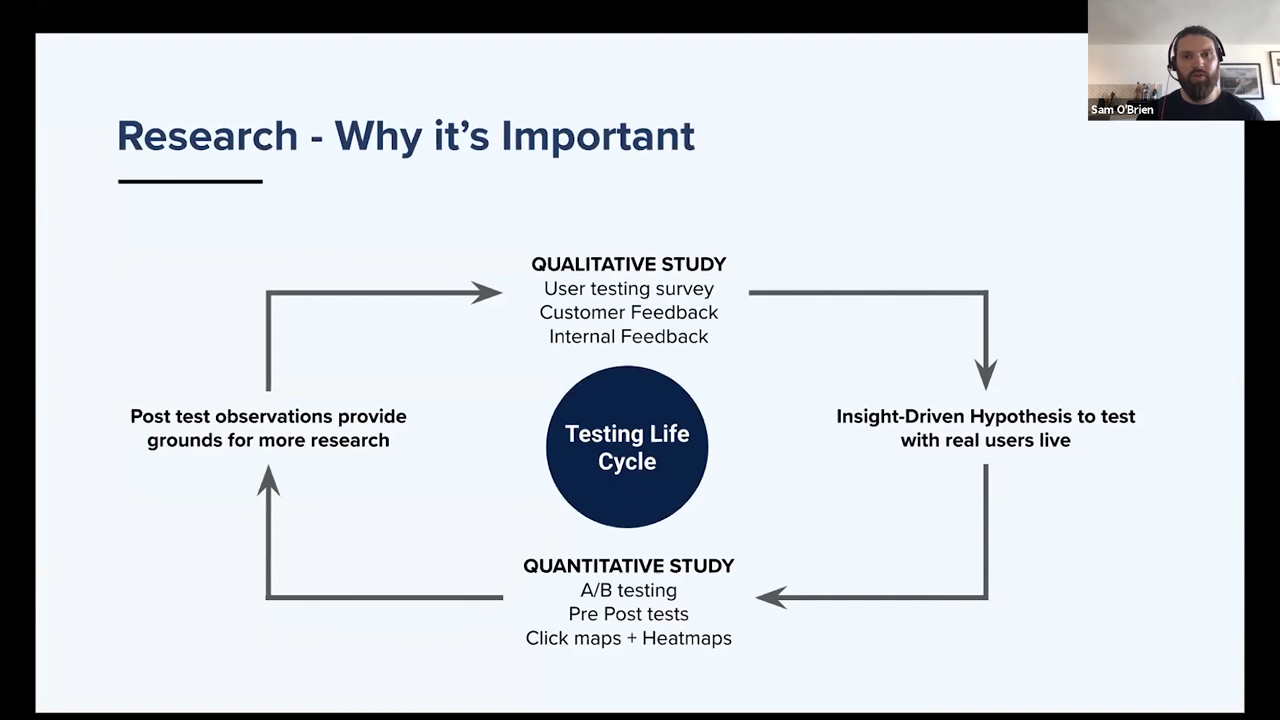 Sam O'Brien
Research - Why it's Important
QUALITATIVE STUDY
User testing survey
Customer Feedback
Internal Feedback
Post test observations provide
grounds for more research
Testing Life
Cycle
Insight-Driven Hypothesis to test
with real users live
QUANTITATIVE STUDY
A/B testing
Pre Post tests
Click maps + Heatmaps